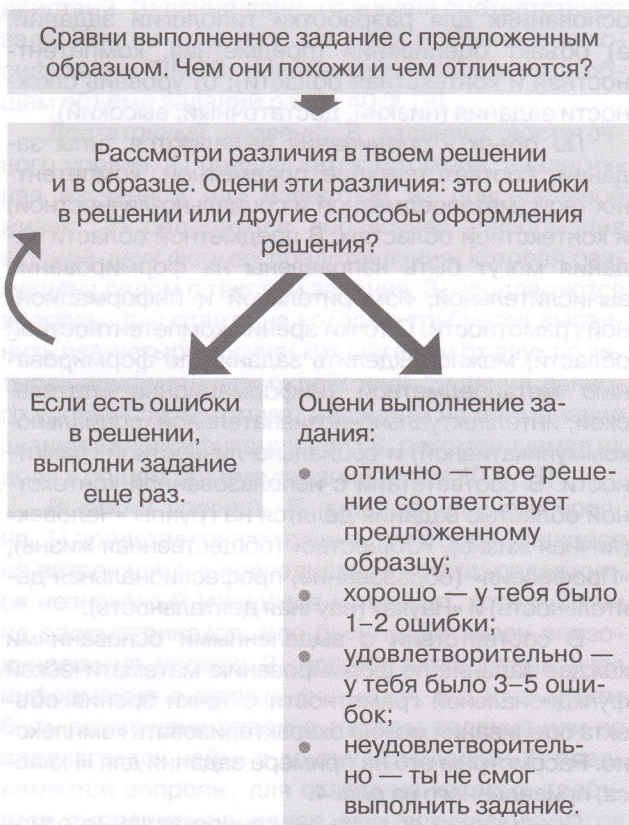 Сравни выполненное задание с предложенным
образцом. Чем они похожи и чем отличаются?
Рассмотри различия в твоем решении
и в образце. Оцени эти различия: это ошибки
в решении или другие способы оформления
решения?
Если есть ошибки
в решении,
выполни задание
еще раз.
Оцени выполнение за-
дания:
• отлично — твое реше-
ние соответствует
предложенному
образцу;
• хорошо — у тебя было
1–2 ошибки;
• удовлетворительно —
у тебя было 3–5 оши-
бок;
• неудовлетворитель-
но — ты не смог
выполнить задание.